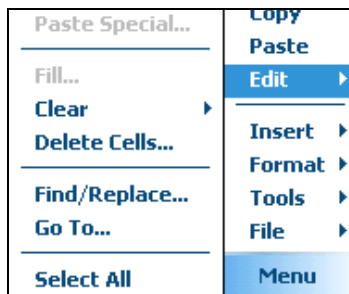 Paste Special...
Fill...
Clear
Delete Cells...
Find/Replace...
Go To...
Select All
Copy
Paste
Edit
Insert
Format
Tools
File
Menu